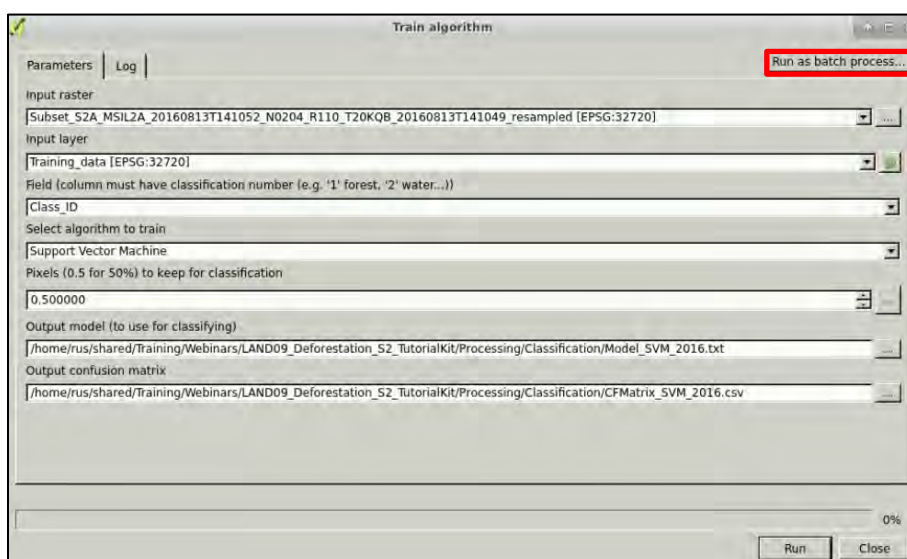 Train algorithm
Parameters
Log
Run as batch process...
Input raster
Subset_S2A_MSIL2A_20160813T141052_N0204_R110_T20KQB_20160813T141049_resampled [EPSG:32720]
...
Input layer
Training_data [EPSG:32720]
Field (column must have classification number (e.g. '1' forest, '2' water...))
Class_ID
Select algorithm to train
Support Vector Machine
Pixels (0.5 for 50%) to keep for classification
0.500000
...
Output model (to use for classifying)
/home/rus/shared/Training/Webinars/LAND09_Deforestation_S2_TutorialKit/Processing/Classification/Model_SVM_2016.txt
...
Output confusion matrix
/home/rus/shared/Training/Webinars/LAND09_Deforestation_S2_TutorialKit/Processing/Classification/CFMatrix_SVM_2016.csv
...
0%
Run
Close